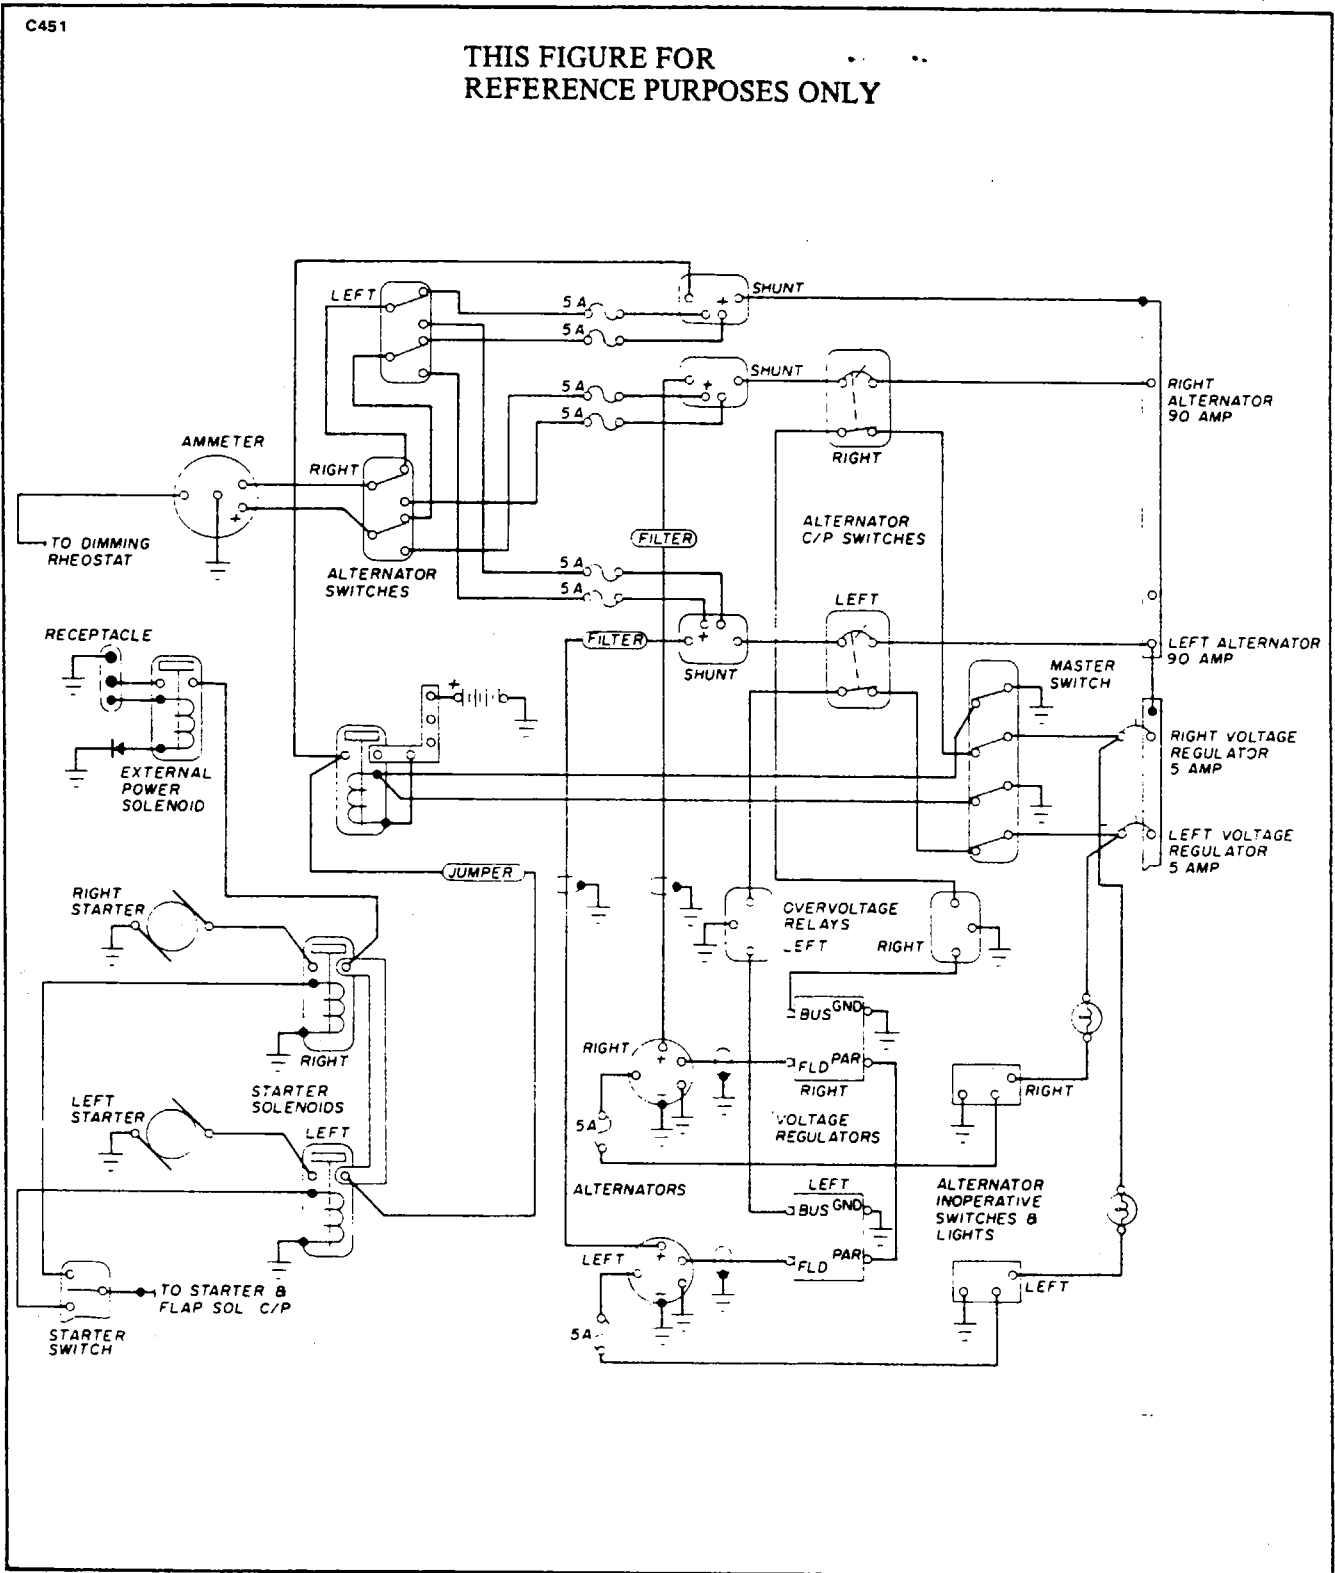 C451
THIS FIGURE FOR
REFERENCE PURPOSES ONLY
LEFT
5 A
+
SHUNT
5 A
5 A
+
SHUNT
5 A
RIGHT
ALTERNATOR
90 AMP
AMMETER
RIGHT
RIGHT
+
TO DIMMING
RHEOSTAT
ALTERNATOR
SWITCHES
FILTER
ALTERNATOR
C/P SWITCHES
5 A
5 A
LEFT
RECEPTACLE
FILTER
+
SHUNT
LEFT ALTERNATOR
90 AMP
MASTER
SWITCH
+
EXTERNAL
POWER
SOLENOID
RIGHT VOLTAGE
REGULATOR
5 AMP
LEFT VOLTAGE
REGULATOR
5 AMP
JUMPER
RIGHT
STARTER
OVERVOLTAGE
RELAYS
LEFT
RIGHT
RIGHT
+
BUS
GND
FLD
PAR
RIGHT
RIGHT
STARTER
SOLENOIDS
LEFT
STARTER
LEFT
5A
VOLTAGE
REGULATORS
RIGHT
ALTERNATORS
LEFT
BUS
GND
FLD
PAR
ALTERNATOR
INOPERATIVE
SWITCHES &
LIGHTS
LEFT
+
LEFT
5A
TO STARTER &
FLAP SOL C/P
STARTER
SWITCH